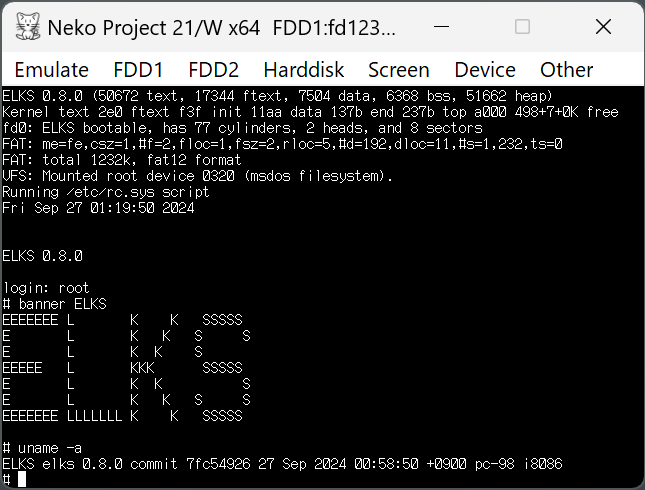 Neko Project 21/W x64  FDD1:fd123...
Emulate  FDD1  FDD2  Harddisk  Screen  Device  Other
ELKS 0.8.0 (50672 text, 17344 ftext, 7504 data, 6368 bss, 51662 heap)
Kernel text 2e0 ftext f3f init 11aa data 137b end 237b top a000 498+7+0K free
fd0: ELKS bootable, has 77 cylinders, 2 heads, and 8 sectors
FAT: me=fe,csz=1,#f=2,floc=1,fsz=2,rloc=5,#d=192,dloc=11,#s=1,232,ts=0
FAT: total 1232k, fat12 format
VFS: Mounted root device 0320 (msdos filesystem).
Running /etc/rc.sys script
Fri Sep 27 01:19:50 2024
ELKS 0.8.0
login: root
# banner ELKS
EEEEEEE L       K    K   SSSSS
E       L       K   K   S     S
E       L       K  K    S
EEEEE   L       KKK      SSSSS
E       L       K  K          S
E       L       K   K   S     S
EEEEEEE LLLLLLL K    K   SSSSS
# uname -a
ELKS elks 0.8.0 commit 7fc54926 27 Sep 2024 00:58:50 +0900 pc-98 i8086
#